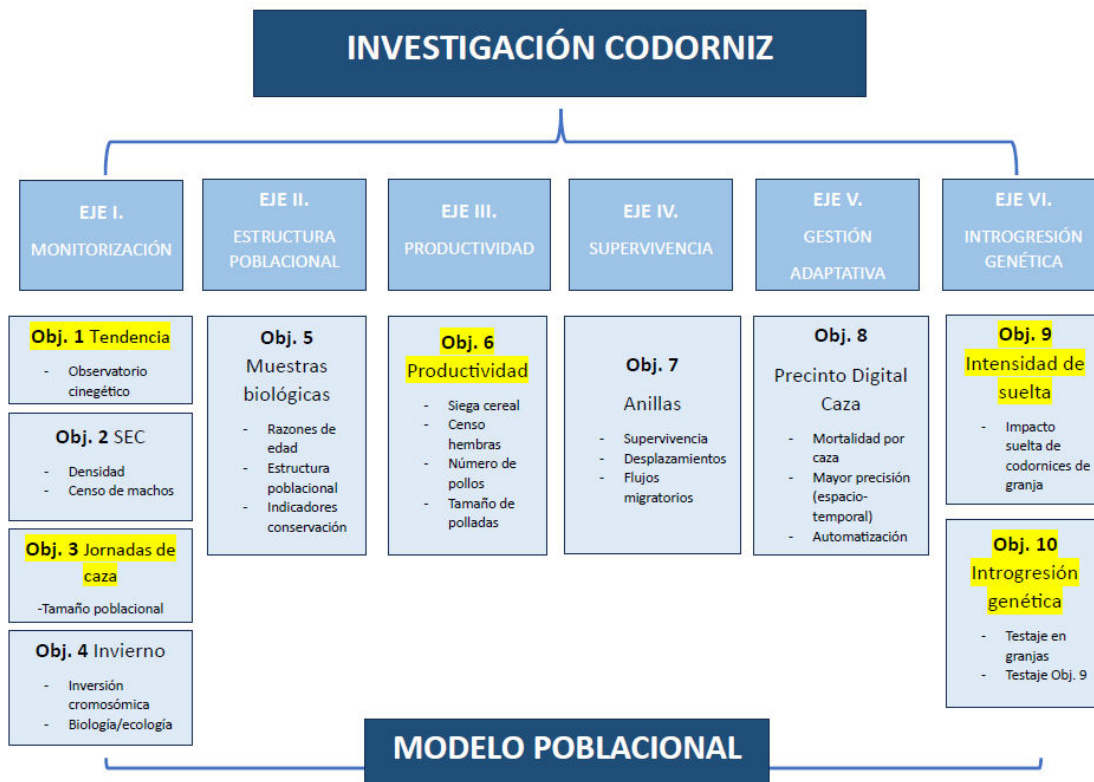 INVESTIGACIÓN CODORNIZ
EJE I.
MONITORIZACIÓN
EJE II.
ESTRUCTURA
POBLACIONAL
EJE III.
PRODUCTIVIDAD
EJE IV.
SUPERVIVENCIA
EJE V.
GESTIÓN
ADAPTATIVA
EJE VI.
INTROGRESIÓN
GENÉTICA
Obj. 1 Tendencia
- Observatorio
cinegético
Obj. 2 SEC
- Densidad
- Censo de machos
Obj. 3 Jornadas de
caza
-Tamaño poblacional
Obj. 4 Invierno
- Inversión
cromosómica
- Biología/ecología
Obj. 5
Muestras
biológicas
- Razones de
edad
- Estructura
poblacional
- Indicadores
conservación
Obj. 6
Productividad
- Siega cereal
- Censo
hembras
- Número de
pollos
- Tamaño de
polladas
Obj. 7
Anillas
- Supervivencia
- Desplazamientos
- Flujos
migratorios
Obj. 8
Precinto Digital
Caza
- Mortalidad por
caza
- Mayor precisión
(espacio-
temporal)
- Automatización
Obj. 9
Intensidad de
suelta
- Impacto
suelta de
codornices de
granja
Obj. 10
Introgresión
genética
- Testaje en
granjas
- Testaje Obj. 9
MODELO POBLACIONAL